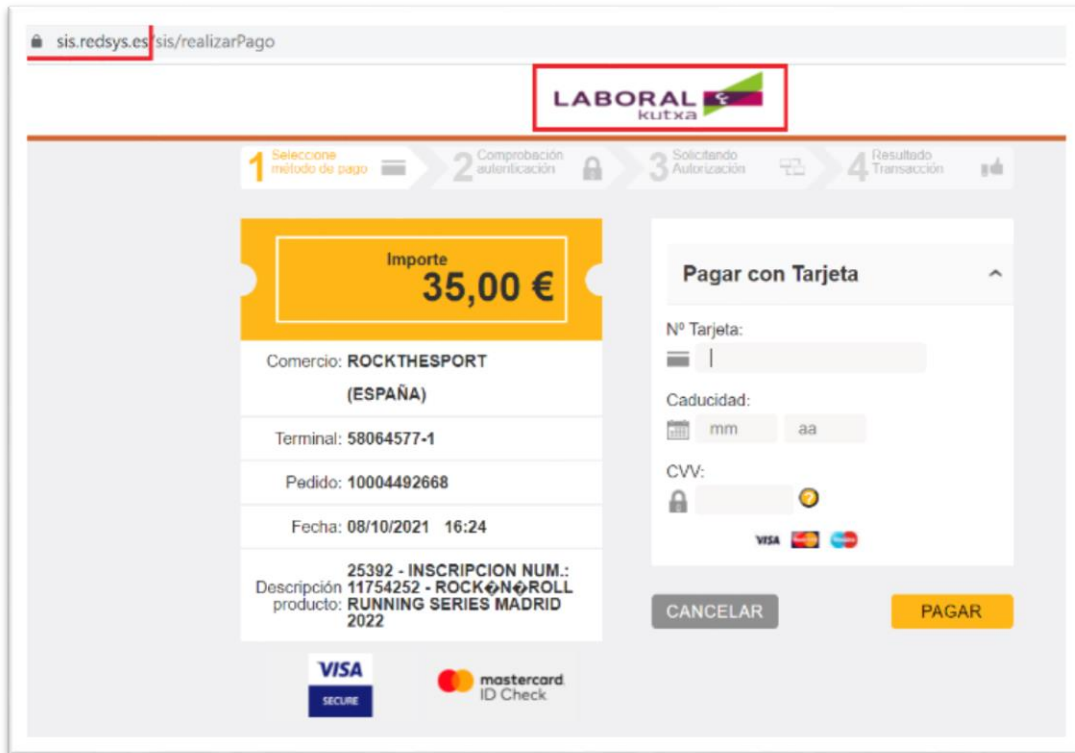 sis.redsys.es/sis/realizarPago
LABORAL
kutxa
1 Seleccione
método de pago
2 Comprobación
autenticación
3 Solicitando
Autorización
4 Resultado
Transacción
Importe
35,00 €
Comercio: ROCKTHESPORT
(ESPAÑA)
Terminal: 58064577-1
Pedido: 10004492668
Fecha: 08/10/2021 16:24
Descripción producto: 25392 - INSCRIPCION NUM.:
11754252 - ROCK�N�ROLL
RUNNING SERIES MADRID
2022
VISA
SECURE
mastercard
ID Check
Pagar con Tarjeta
Nº Tarjeta:
Caducidad:
mm aa
CVV:
?
VISA
CANCELAR PAGAR